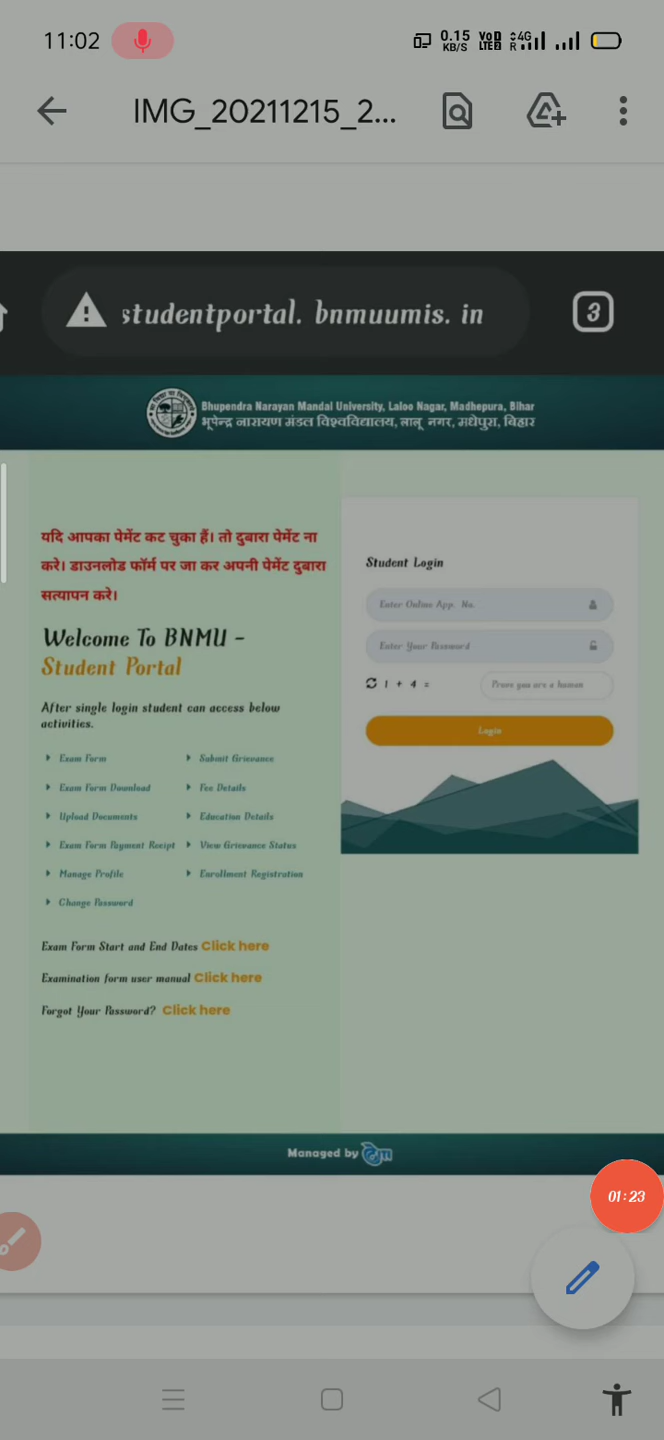 11:02
0.15
KB/S
VoD
LTE2
4G
R
IMG_20211215_2...
studentportal. bnmuumis. in
3
Bhupendra Narayan Mandal University, Laloo Nagar, Madhepura, Bihar
भूपेन्द्र नारायण मंडल विश्वविद्यालय, लालू नगर, मधेपुरा, बिहार
यदि आपका पेमेंट कट चुका हैं। तो दुबारा पेमेंट ना
करे। डाउनलोड फॉर्म पर जा कर अपनी पेमेंट दुबारा
सत्यापन करे।
Welcome To BNMU -
Student Portal
After single login student can access below
activities.
Exam Form
Submit Grievance
Exam Form Download
Fee Details
Upload Documents
Education Details
Exam Form Payment Recipt
View Grievance Status
Manage Profile
Enrollment Registration
Change Password
Exam Form Start and End Dates Click here
Examination form user manual Click here
Forgot Your Password? Click here
Student Login
Enter Online App. No.
Enter Your Password
1 + 4 =
Prove you are a human
Login
Managed by
01:23